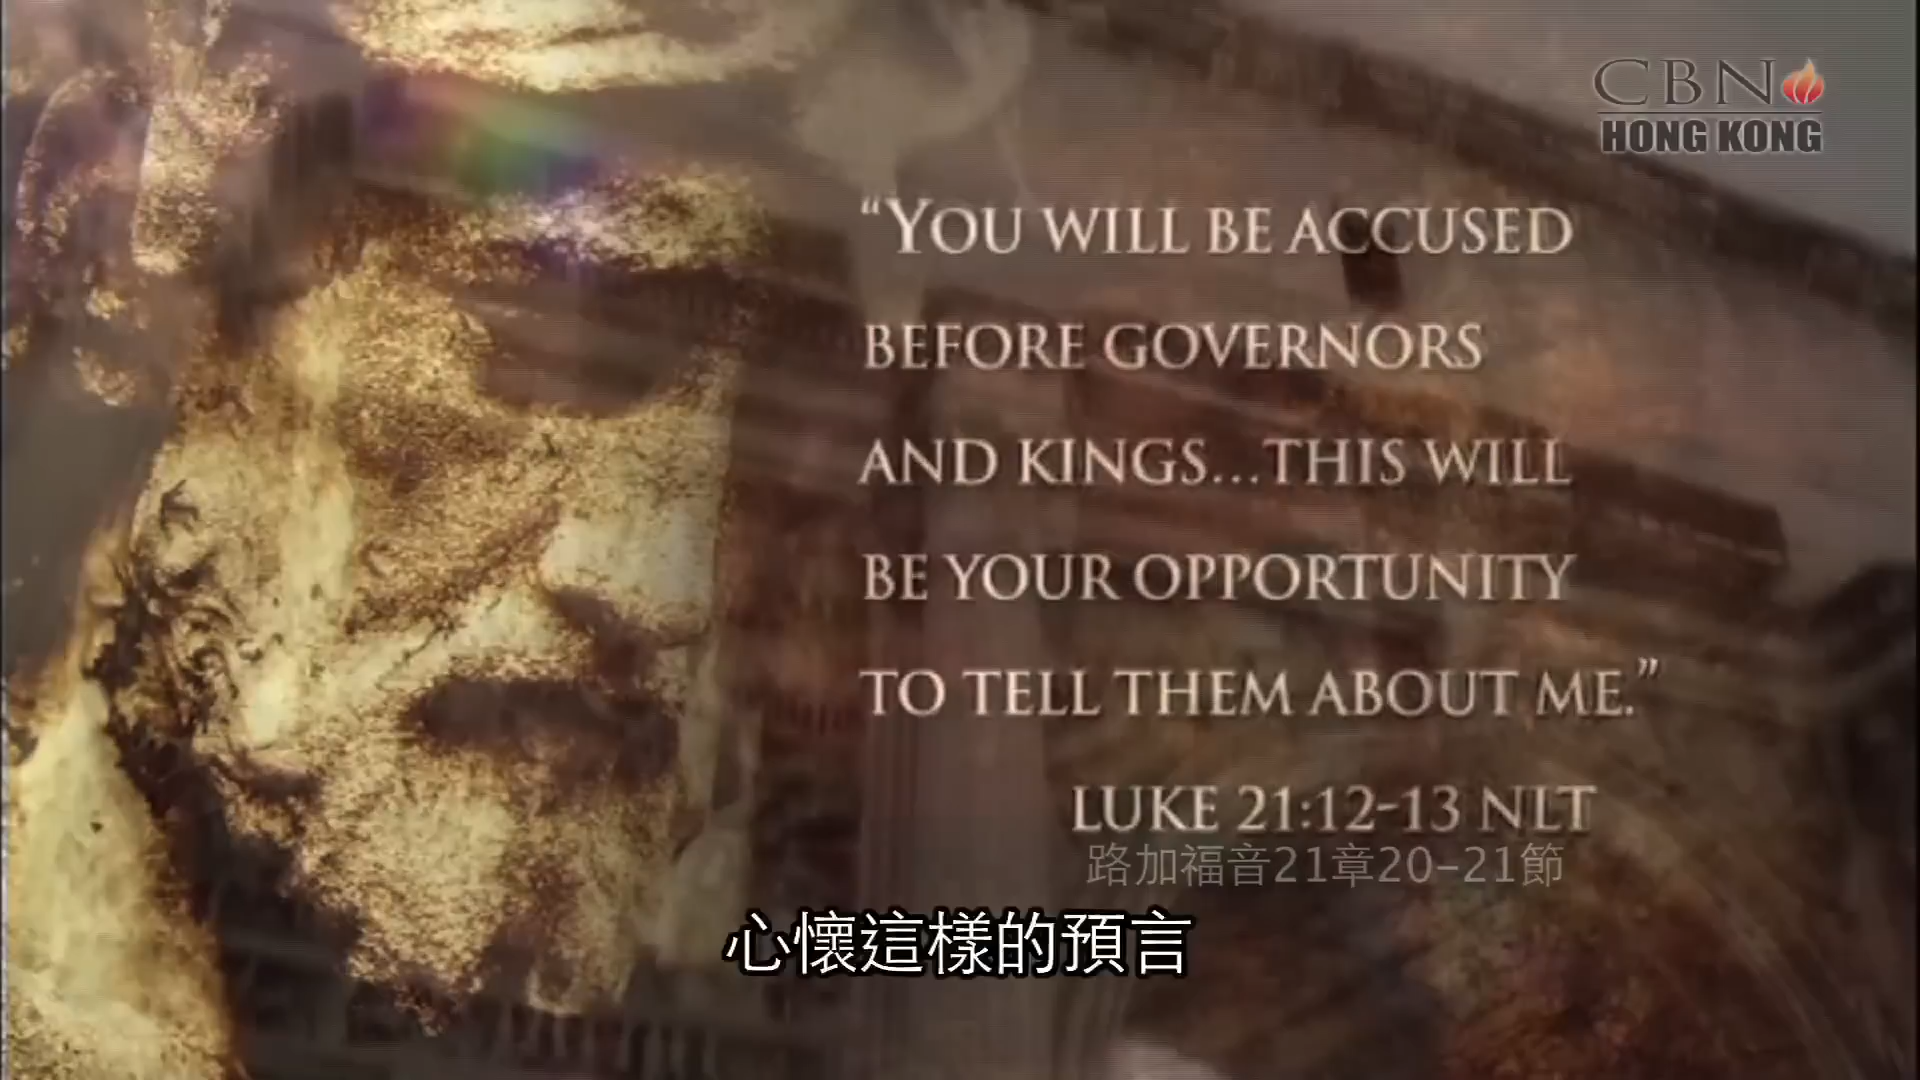 CBN
HONG KONG
“YOU WILL BE ACCUSED
BEFORE GOVERNORS
AND KINGS...THIS WILL
BE YOUR OPPORTUNITY
TO TELL THEM ABOUT ME.”
LUKE 21:12-13 NLT
路加福音21章20-21節
心懷這樣的預言